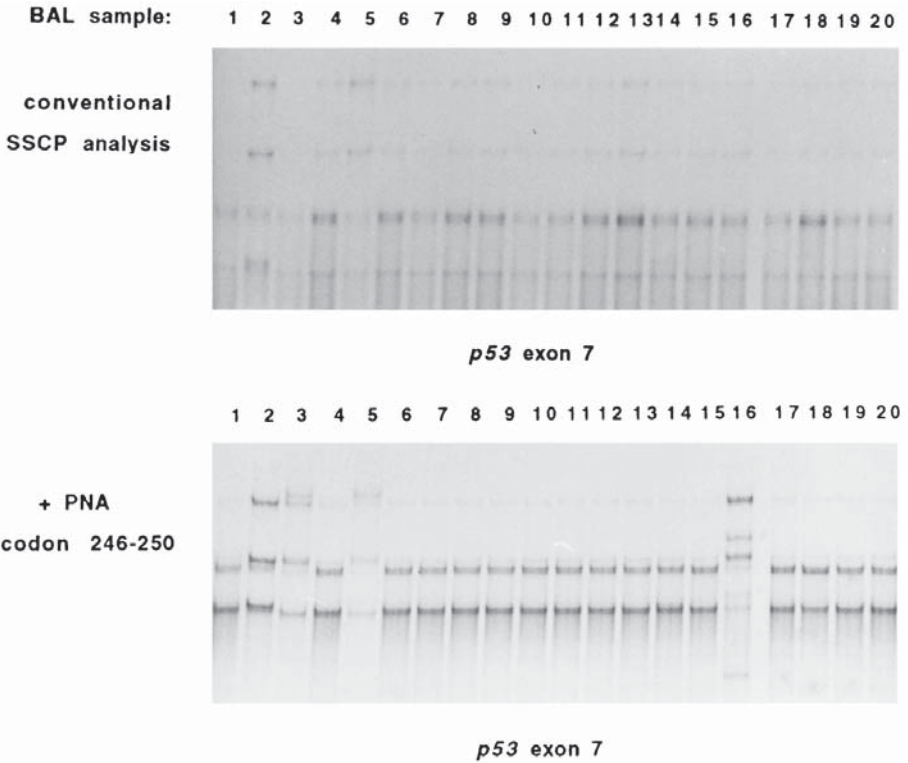 BAL sample: 1 2 3 4 5 6 7 8 9 10 11 12 13 14 15 16 17 18 19 20
conventional
SSCP analysis
p53 exon 7
1 2 3 4 5 6 7 8 9 10 11 12 13 14 15 16 17 18 19 20
+ PNA
codon 246-250
p53 exon 7